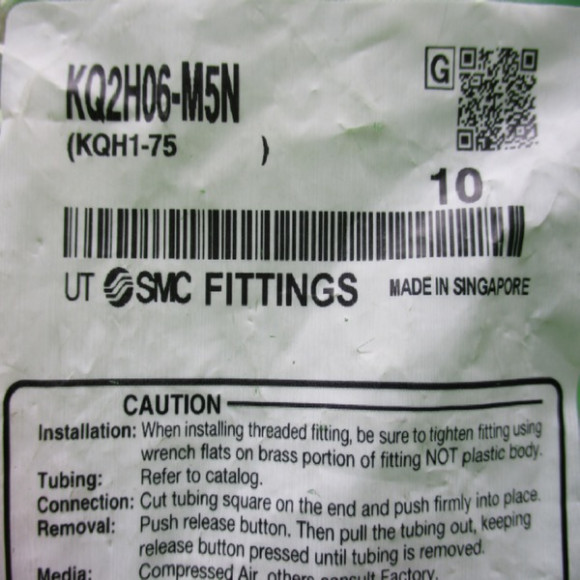 KQ2H06-M5N
G
(KQH1-75 )
10
UT SMC FITTINGS MADE IN SINGAPORE
CAUTION
Installation: When installing threaded fitting, be sure to tighten fitting using
wrench flats on brass portion of fitting NOT plastic body.
Tubing: Refer to catalog.
Connection: Cut tubing square on the end and push firmly into place.
Removal: Push release button. Then pull the tubing out, keeping
release button pressed until tubing is removed.
Media: Compressed Air, others consult Factory.